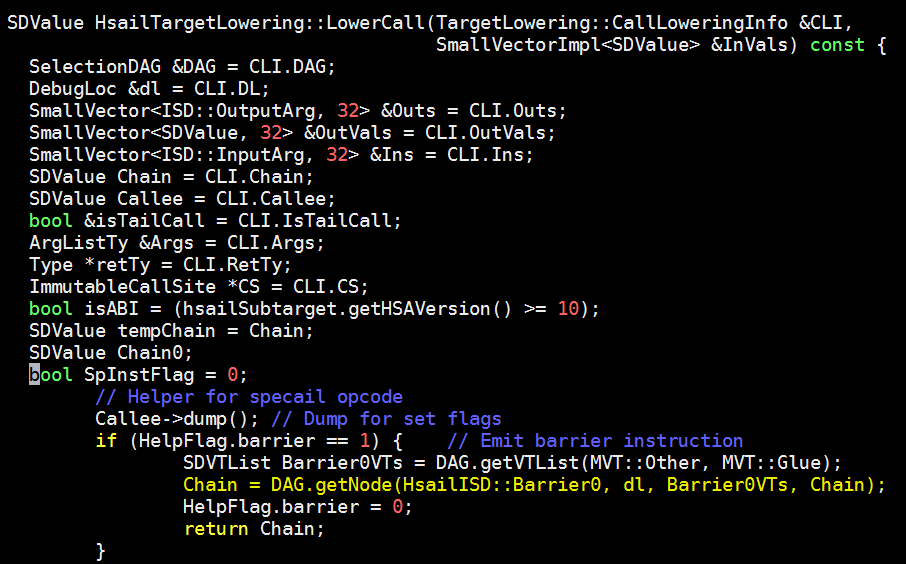 SDValue HsailTargetLowering::LowerCall(TargetLowering::CallLoweringInfo &CLI,
                                       SmallVectorImpl<SDValue> &InVals) const {
  SelectionDAG &DAG = CLI.DAG;
  DebugLoc &dl = CLI.DL;
  SmallVector<ISD::OutputArg, 32> &Outs = CLI.Outs;
  SmallVector<SDValue, 32> &OutVals = CLI.OutVals;
  SmallVector<ISD::InputArg, 32> &Ins = CLI.Ins;
  SDValue Chain = CLI.Chain;
  SDValue Callee = CLI.Callee;
  bool &isTailCall = CLI.IsTailCall;
  ArgListTy &Args = CLI.Args;
  Type *retTy = CLI.RetTy;
  ImmutableCallSite *CS = CLI.CS;
  bool isABI = (hsailSubtarget.getHSAVersion() >= 10);
  SDValue tempChain = Chain;
  SDValue Chain0;
  bool SpInstFlag = 0;
        // Helper for specail opcode
        Callee->dump(); // Dump for set flags
        if (HelpFlag.barrier == 1) {    // Emit barrier instruction
                SDVTList Barrier0VTs = DAG.getVTList(MVT::Other, MVT::Glue);
                Chain = DAG.getNode(HsailISD::Barrier0, dl, Barrier0VTs, Chain);
                HelpFlag.barrier = 0;
                return Chain;
        }